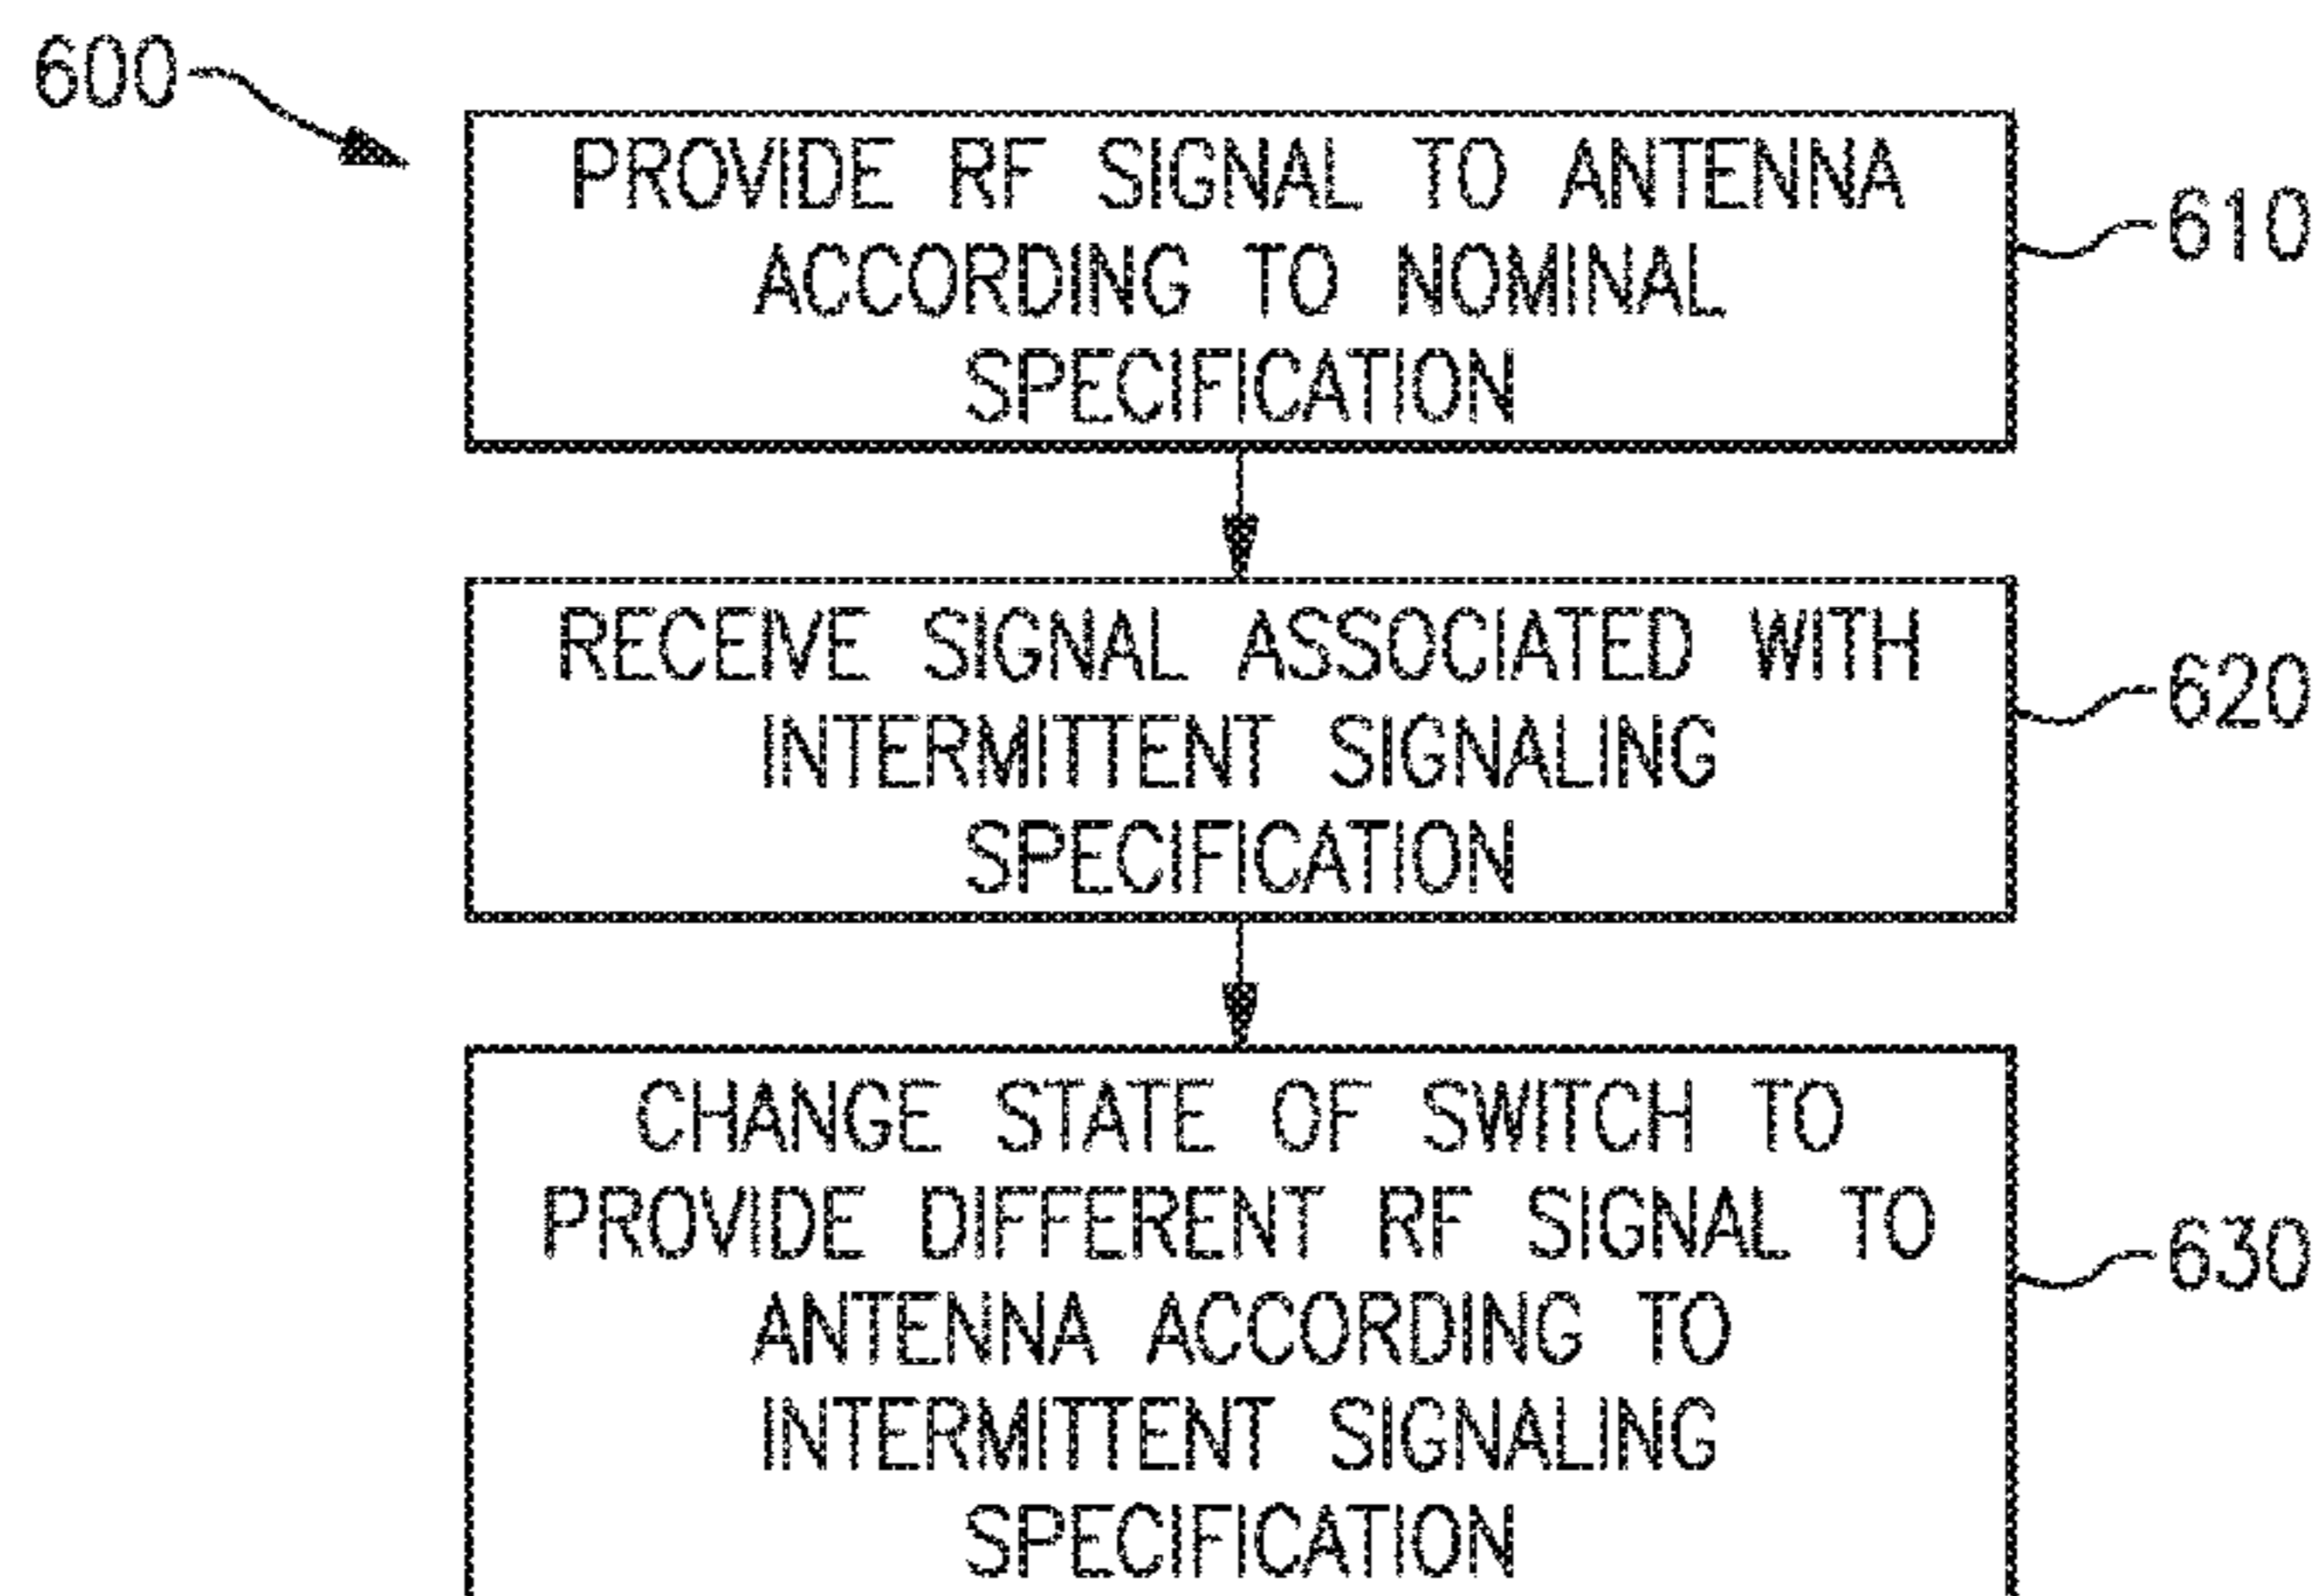 600
PROVIDE RF SIGNAL TO ANTENNA
ACCORDING TO NOMINAL
SPECIFICATION
610
RECEIVE SIGNAL ASSOCIATED WITH
INTERMITTENT SIGNALING
SPECIFICATION
620
CHANGE STATE OF SWITCH TO
PROVIDE DIFFERENT RF SIGNAL TO
ANTENNA ACCORDING TO
INTERMITTENT SIGNALING
SPECIFICATION
630